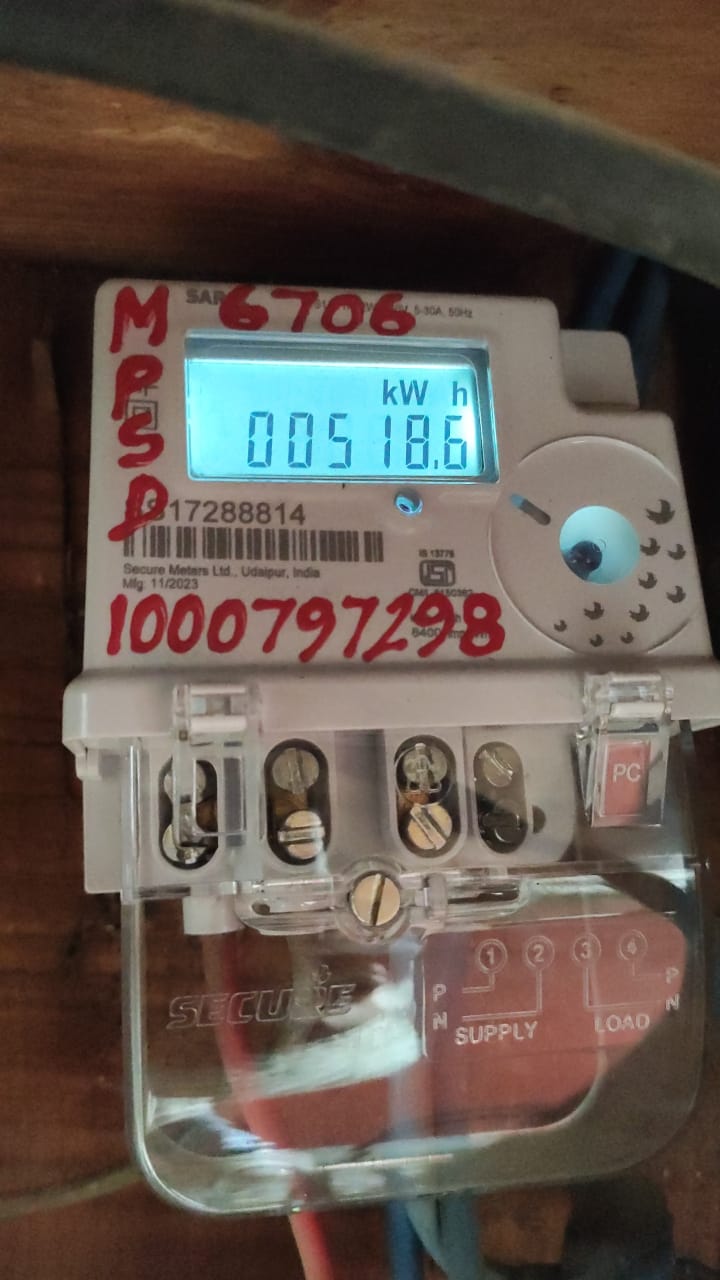 6706
5-30A, 50Hz
MPSD
kW h
00518.6
17288814
Secure Meters Ltd., Udaipur, India
Mfg. 11/2023
IS 13779
ISI
1000797298
PC
SECURE
1 2 3 4
P P
N N
SUPPLY LOAD